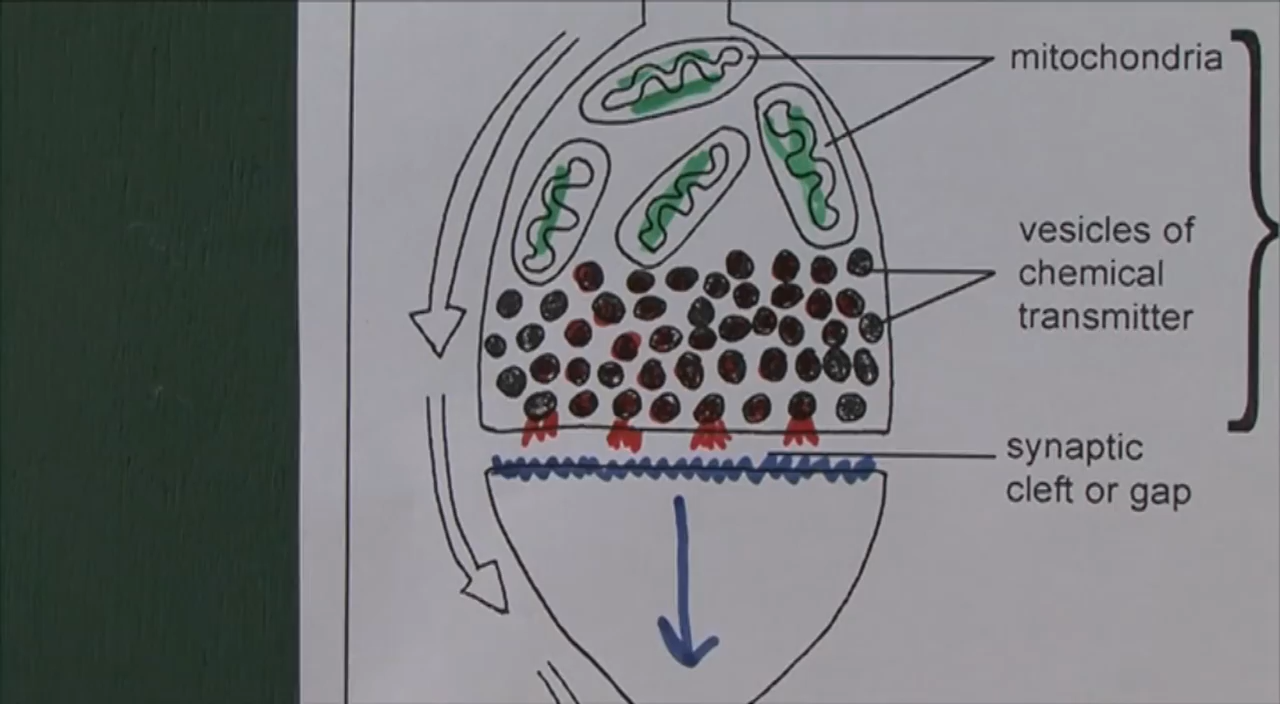 mitochondria
vesicles of
chemical
transmitter
synaptic
cleft or gap